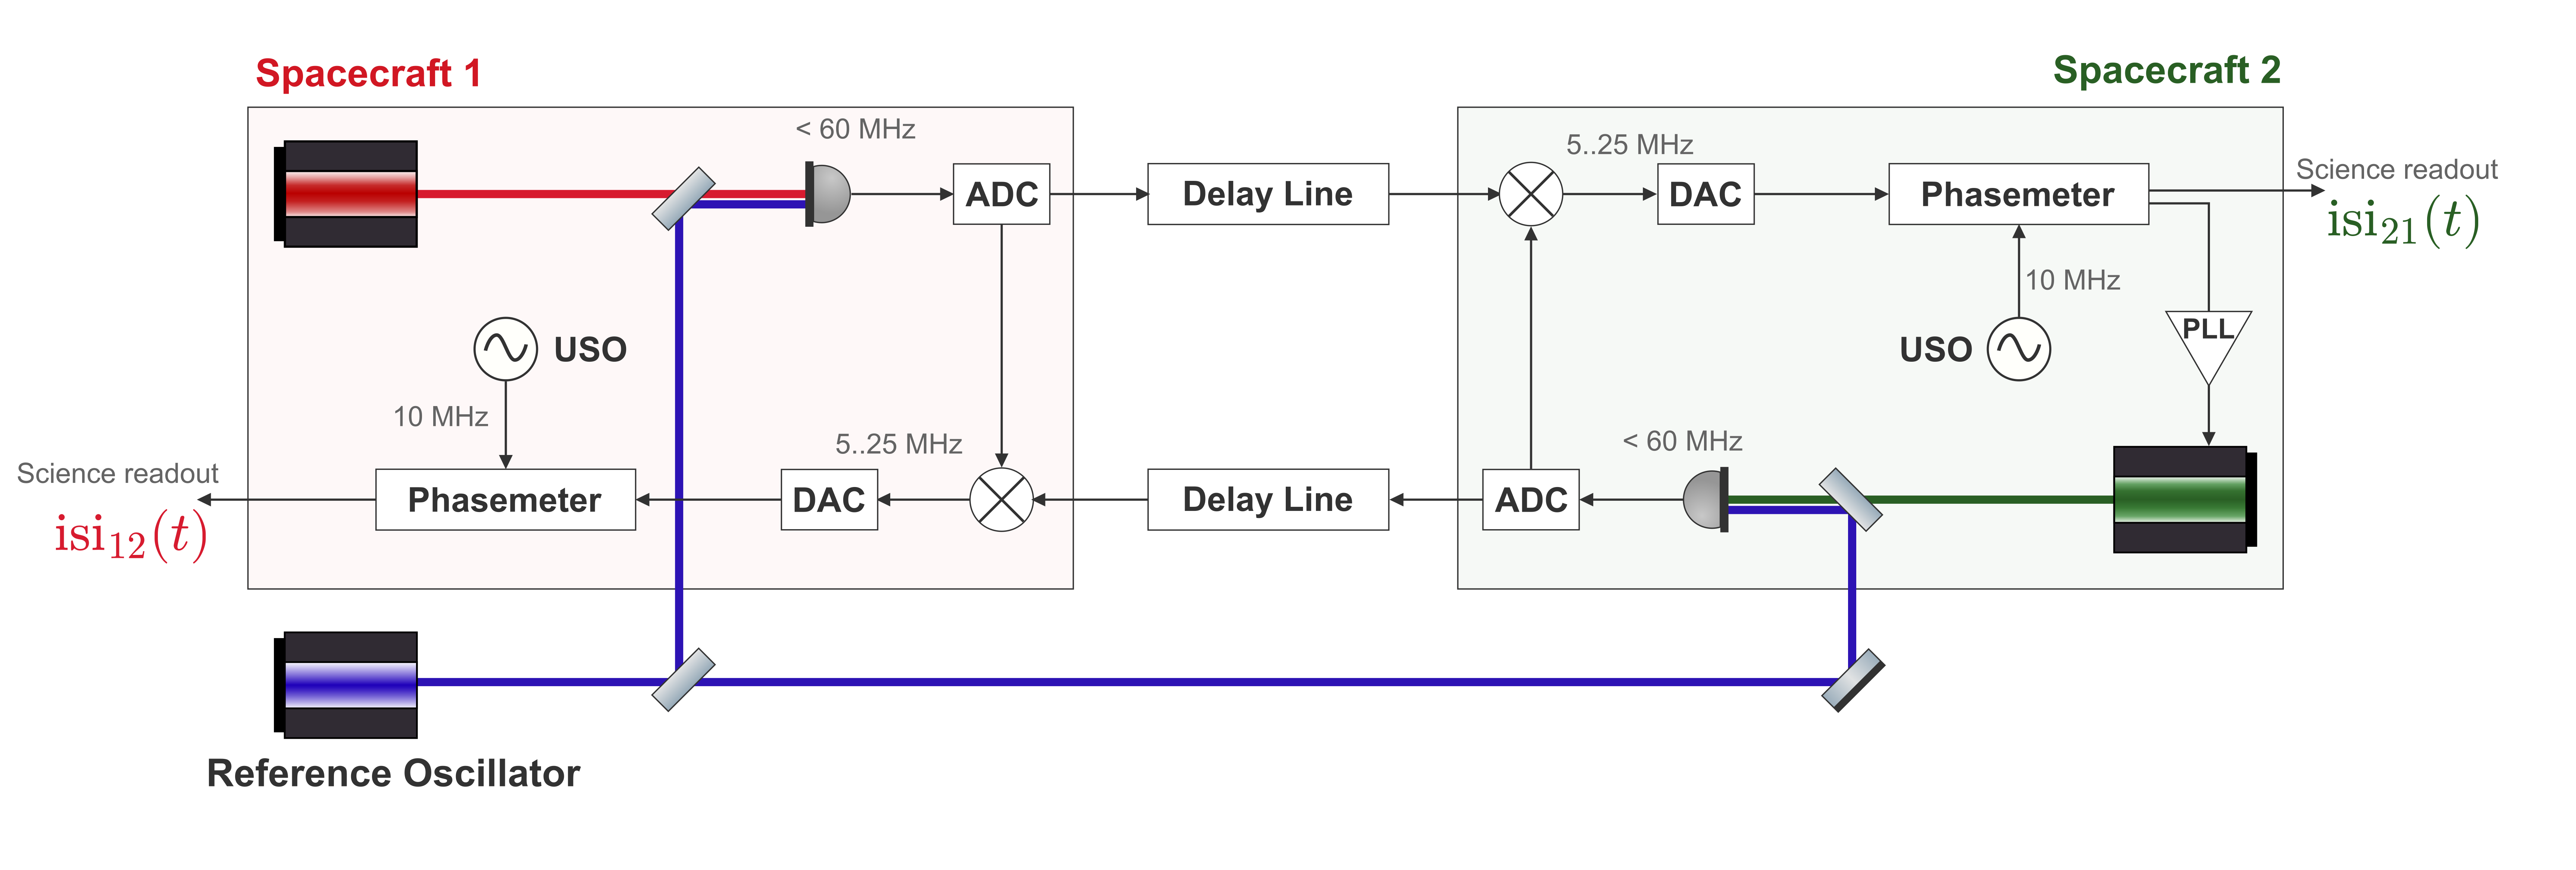 Spacecraft 1
Spacecraft 2
< 60 MHz
5..25 MHz
ADC
Delay Line
DAC
Phasemeter
Science readout
isi21(t)
10 MHz
USO
USO
PLL
10 MHz
5..25 MHz
< 60 MHz
Science readout
isi12(t)
Phasemeter
DAC
Delay Line
ADC
Reference Oscillator